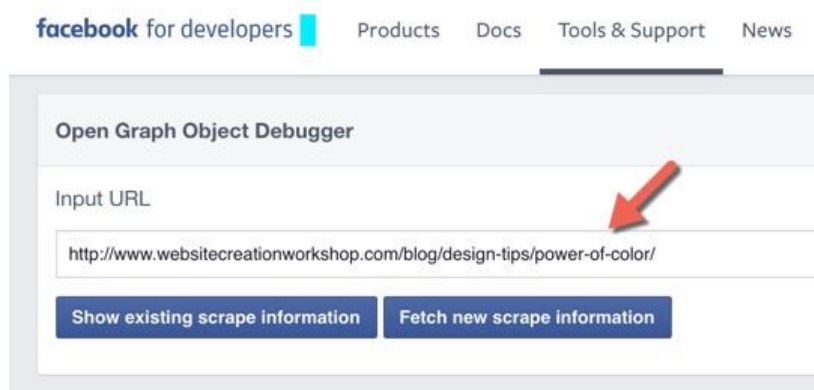 facebook for developers Products Docs Tools & Support News
Open Graph Object Debugger
Input URL
http://www.websitecreationworkshop.com/blog/design-tips/power-of-color/
Show existing scrape information Fetch new scrape information